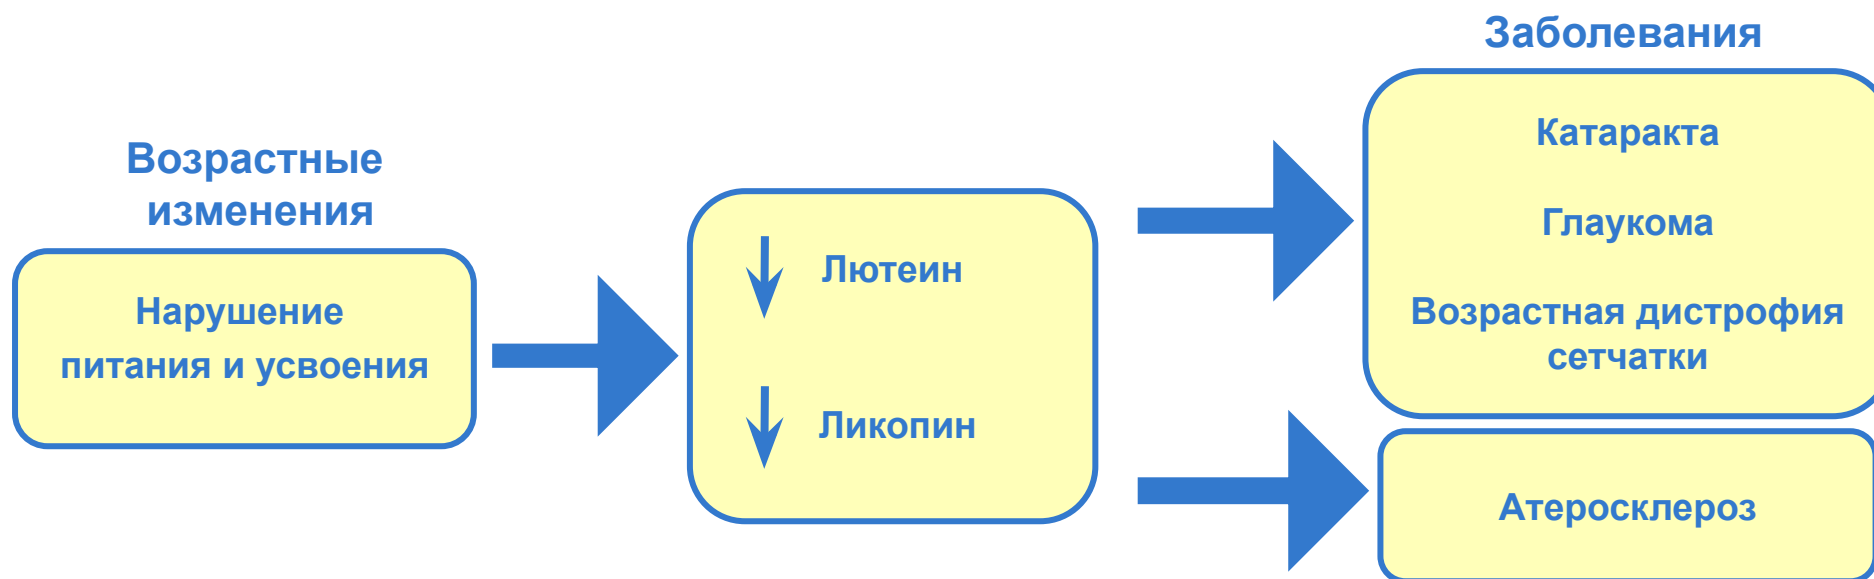 Возрастные
изменения
Нарушение
питания и усвоения
Лютеин
Ликопин
Заболевания
Катаракта
Глаукома
Возрастная дистрофия
сетчатки
Атеросклероз